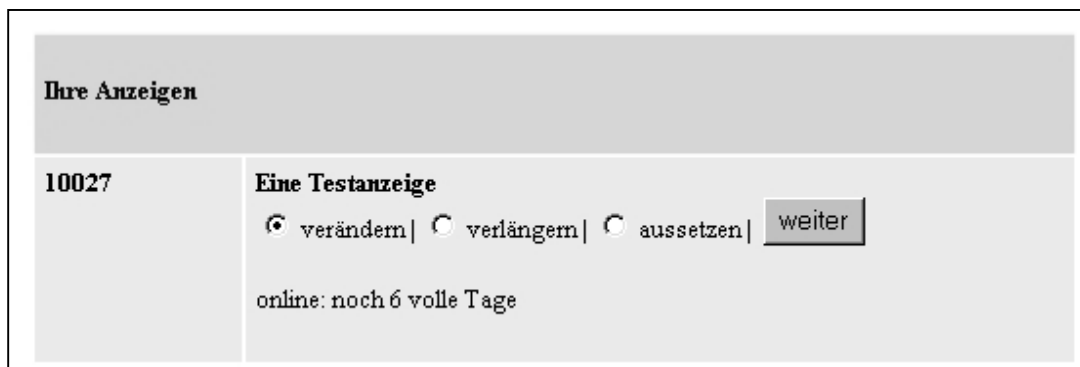 Ihre Anzeigen
10027 Eine Testanzeige
verändern| verlängern| aussetzen| weiter
online: noch 6 volle Tage